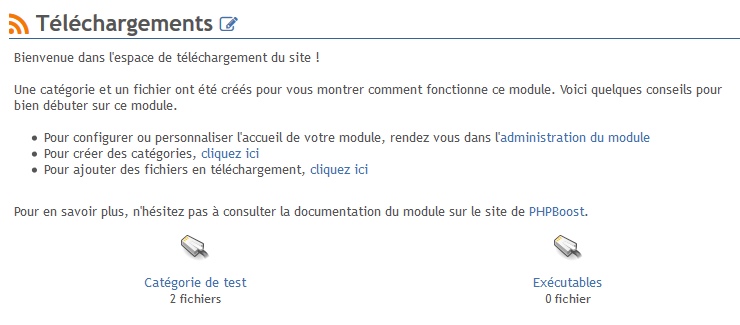 Téléchargements
Bienvenue dans l'espace de téléchargement du site !
Une catégorie et un fichier ont été créés pour vous montrer comment fonctionne ce module. Voici quelques conseils pour
bien débuter sur ce module.
• Pour configurer ou personnaliser l'accueil de votre module, rendez vous dans l'administration du module
• Pour créer des catégories, cliquez ici
• Pour ajouter des fichiers en téléchargement, cliquez ici
Pour en savoir plus, n'hésitez pas à consulter la documentation du module sur le site de PHPBoost.
Catégorie de test
2 fichiers
Exécutables
0 fichier